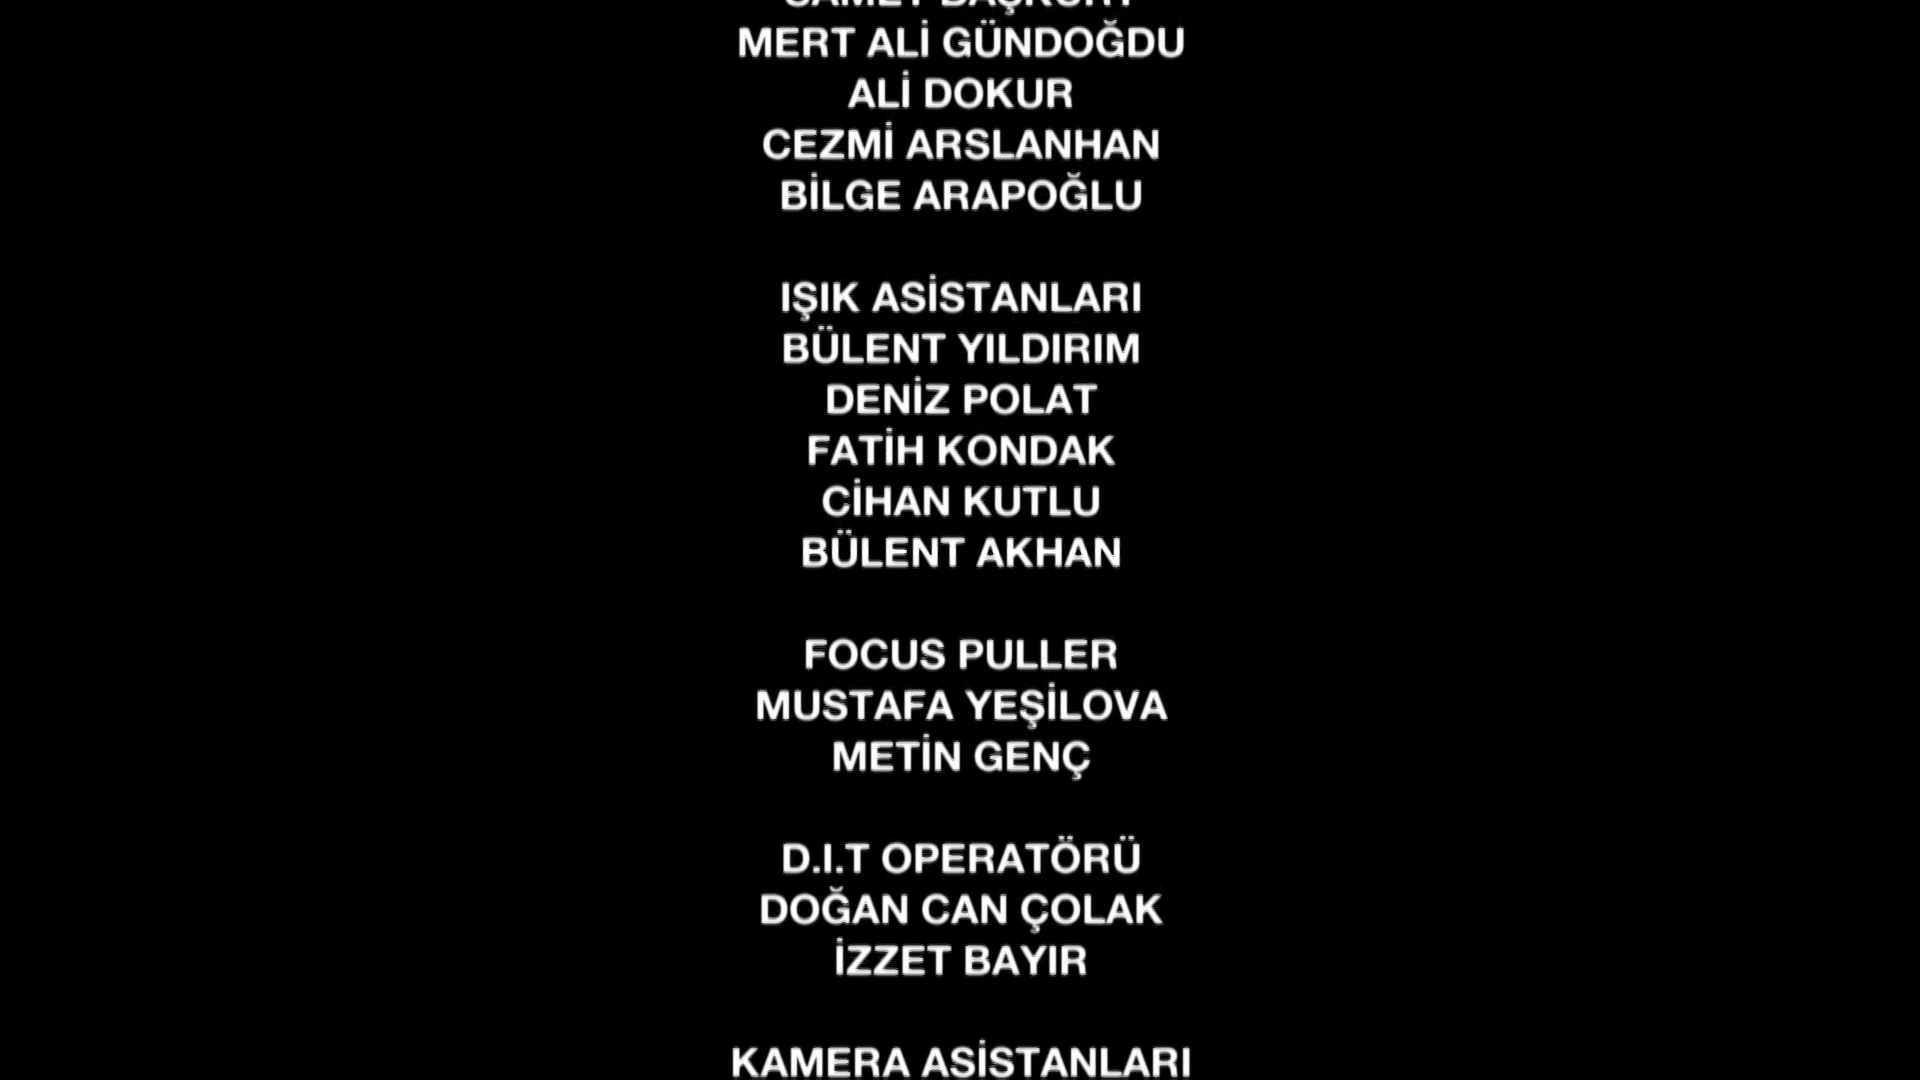 SAMET BAŞKURT
MERT ALİ GÜNDOĞDU
ALİ DOKUR
CEZMİ ARSLANHAN
BİLGE ARAPOĞLU
IŞIK ASİSTANLARI
BÜLENT YILDIRIM
DENİZ POLAT
FATİH KONDAK
CİHAN KUTLU
BÜLENT AKHAN
FOCUS PULLER
MUSTAFA YEŞİLOVA
METİN GENÇ
D.I.T OPERATÖRÜ
DOĞAN CAN ÇOLAK
İZZET BAYIR
KAMERA ASİSTANLARI